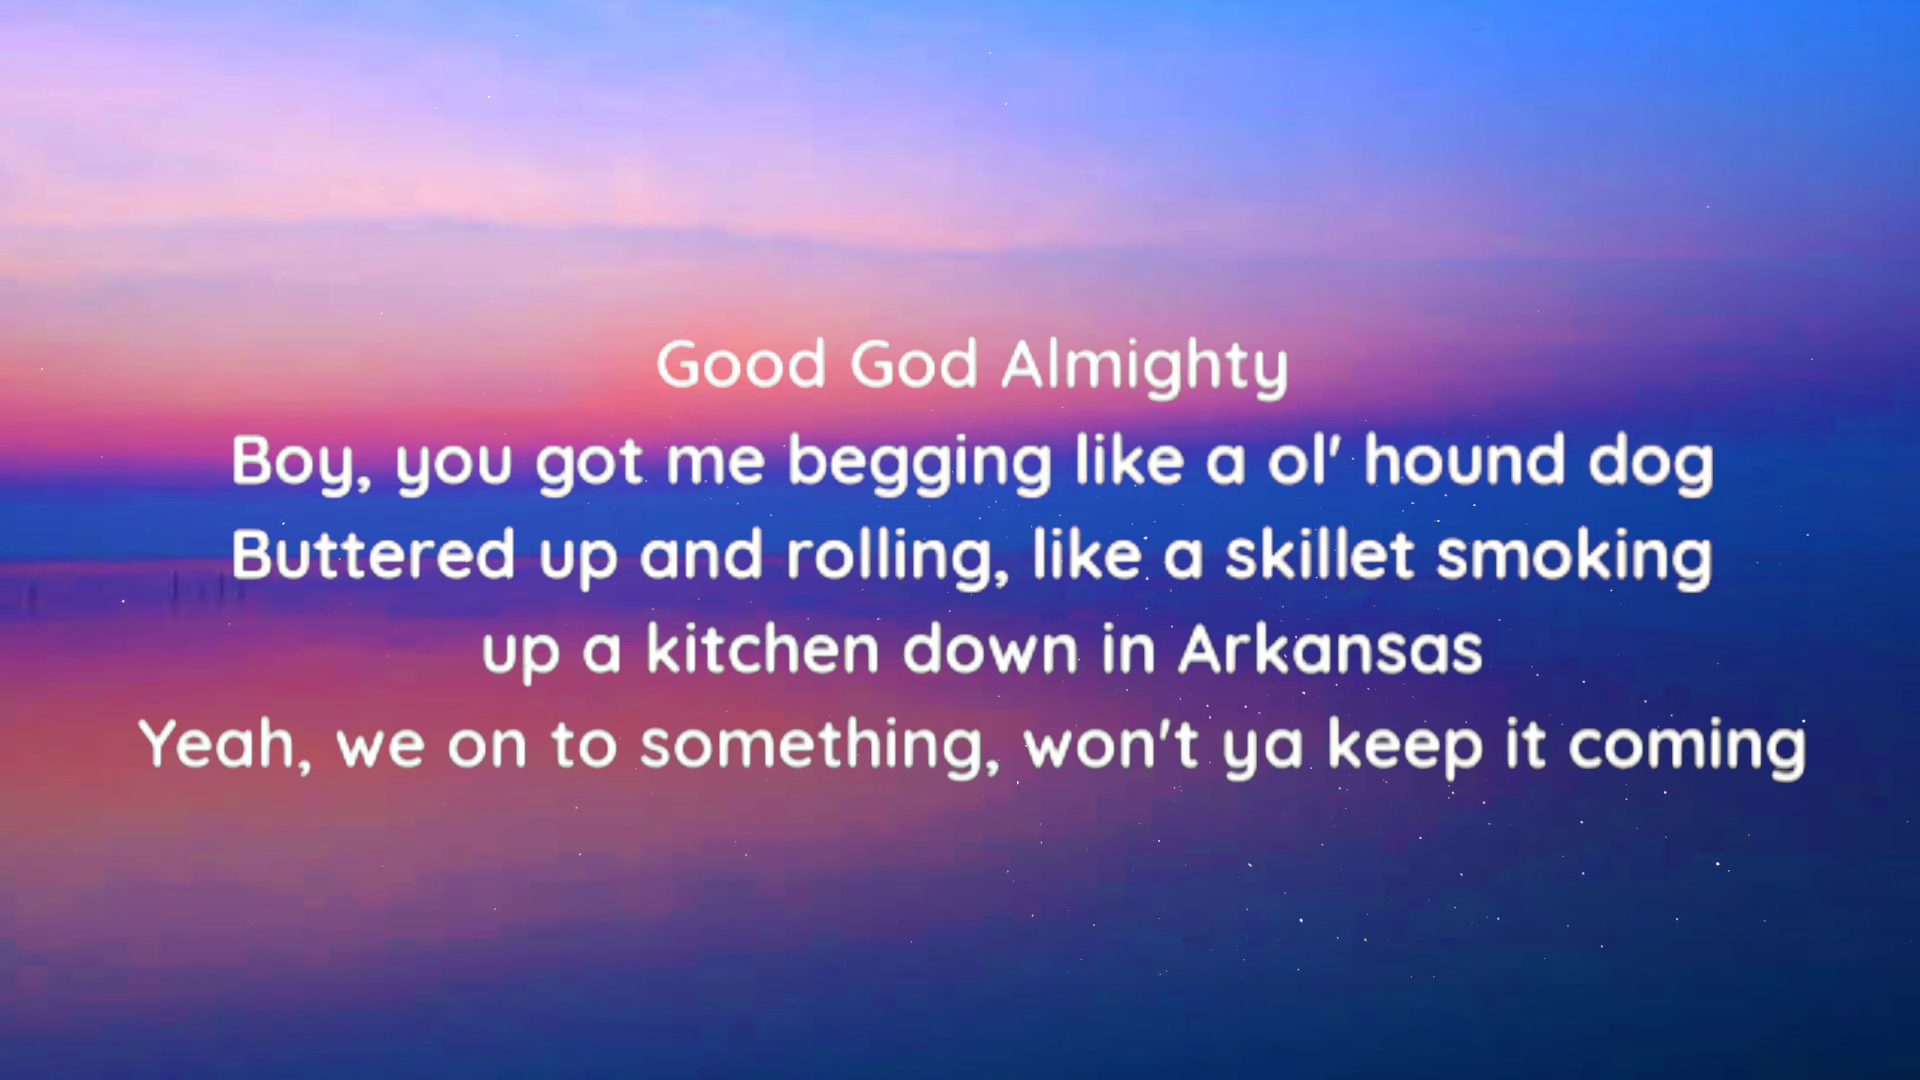 Good God Almighty
Boy, you got me begging like a ol' hound dog
Buttered up and rolling, like a skillet smoking
up a kitchen down in Arkansas
Yeah, we on to something, won't ya keep it coming